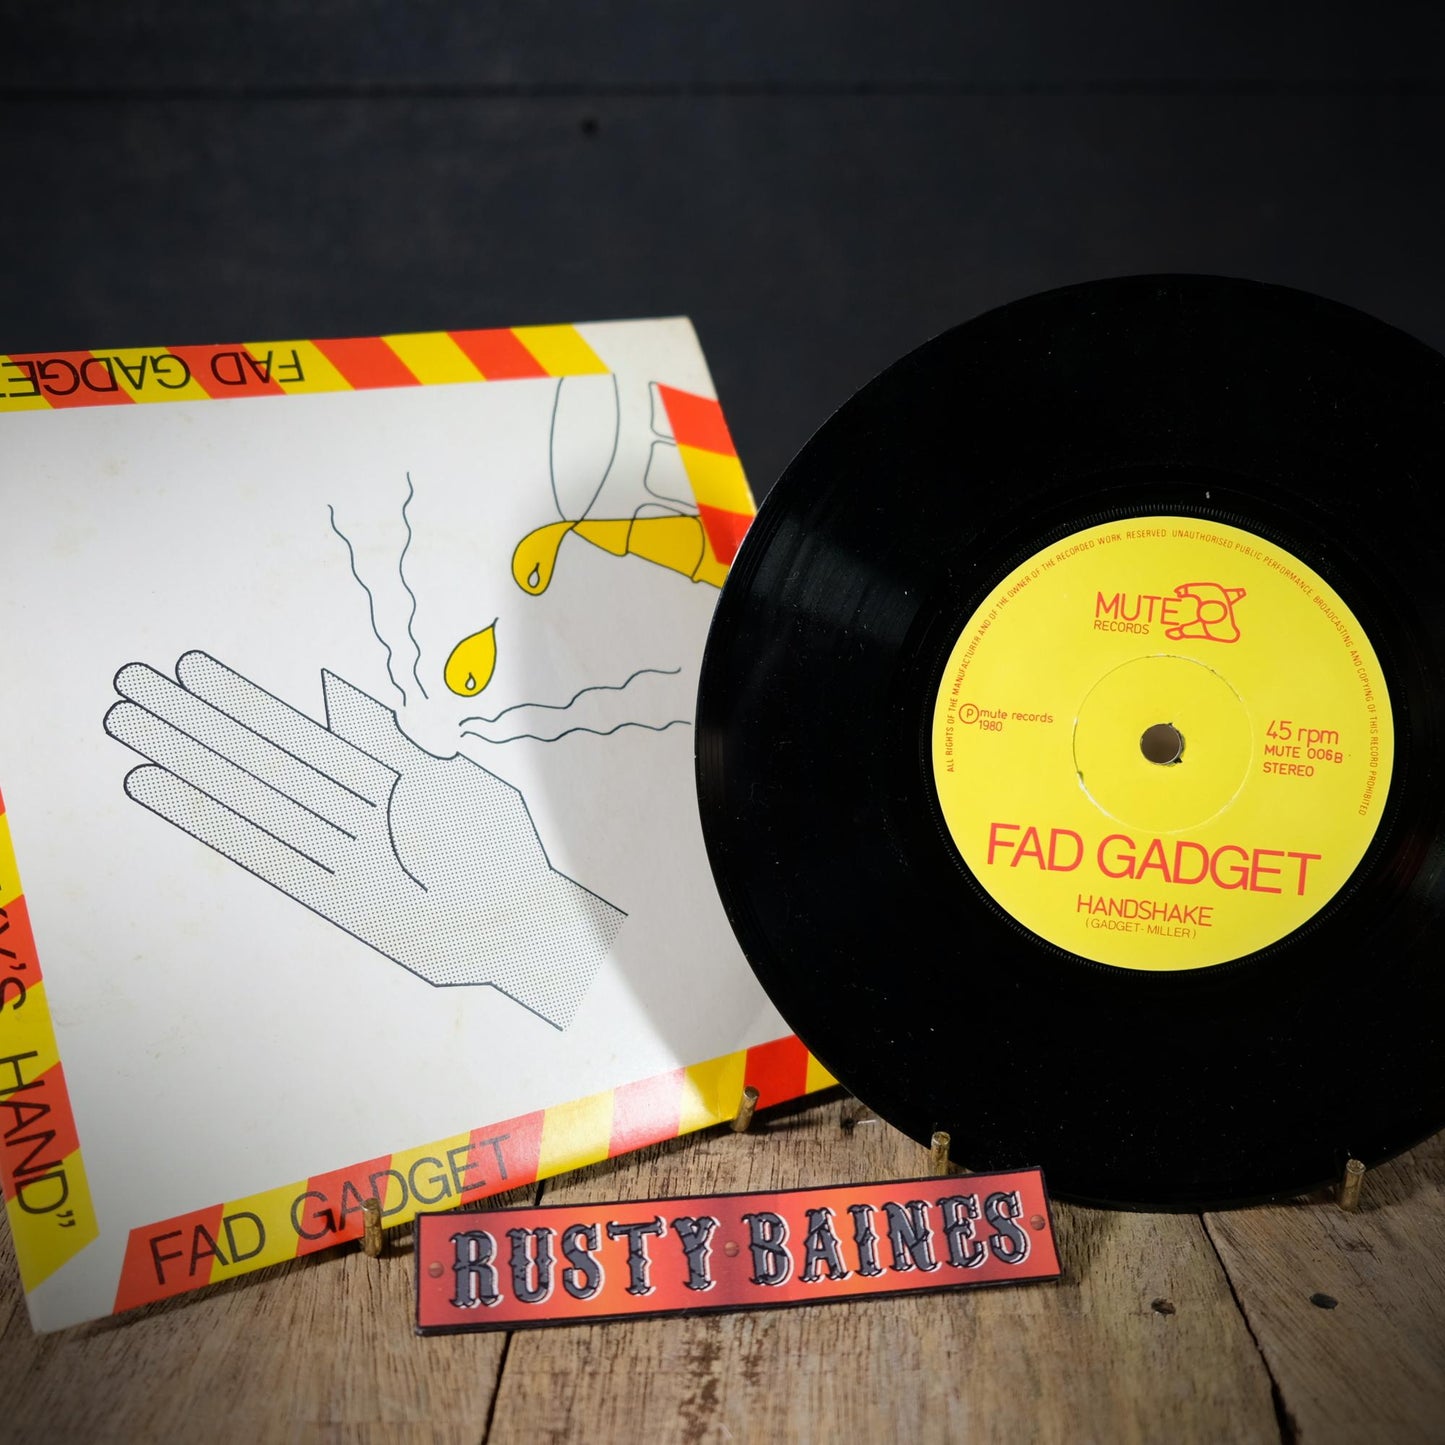 FAD GADGE
Y'S HAND"
FAD GADGET
ALL RIGHTS OF THE MANUFACTURER AND OF THE OWNER OF THE RECORDED WORK RESERVED UNAUTHORISED PUBLIC PERFORMANCE BROADCASTING AND COPYING OF THIS RECORD PROHIBITED
MUTE
RECORDS
P mute records
1980
45 rpm
MUTE 006B
STEREO
FAD GADGET
HANDSHAKE
(GADGET-MILLER)
RUSTY BAINES